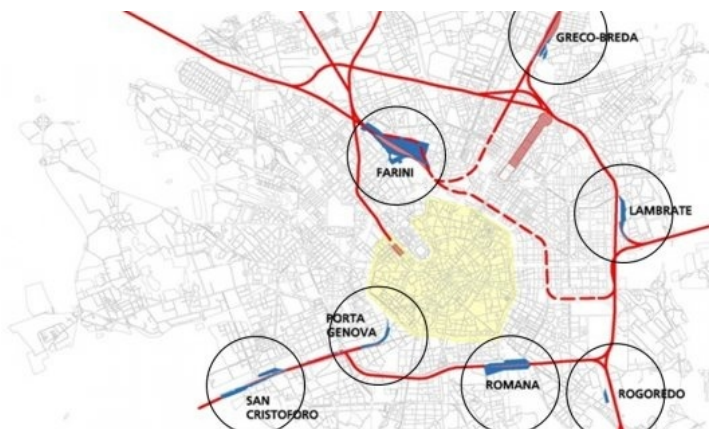 GRECO-BREDA
FARINI
LAMBRATE
PORTA
GENOVA
ROMANA
ROGOREDO
SAN
CRISTOFORO